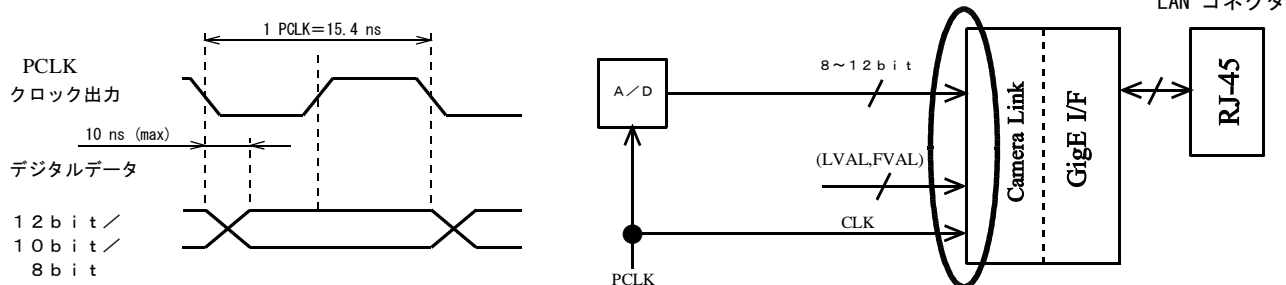 1 PCLK＝15.4 ns
PCLK
クロック出力
10 ns (max)
デジタルデータ
１２ｂｉｔ／
１０ｂｉｔ／
８ｂｉｔ
LAN コネクタ
Ａ／Ｄ
８～１２ｂｉｔ
(LVAL,FVAL)
CLK
PCLK
Camera Link
GigE I/F
RJ-45